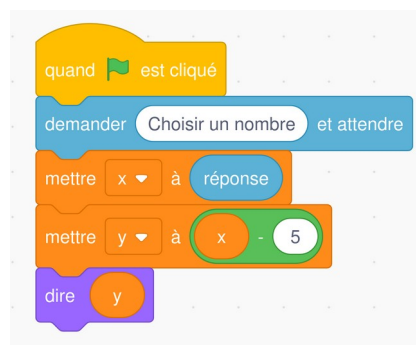 quand est cliqué
demander Choisir un nombre et attendre
mettre x à réponse
mettre y à x - 5
dire y